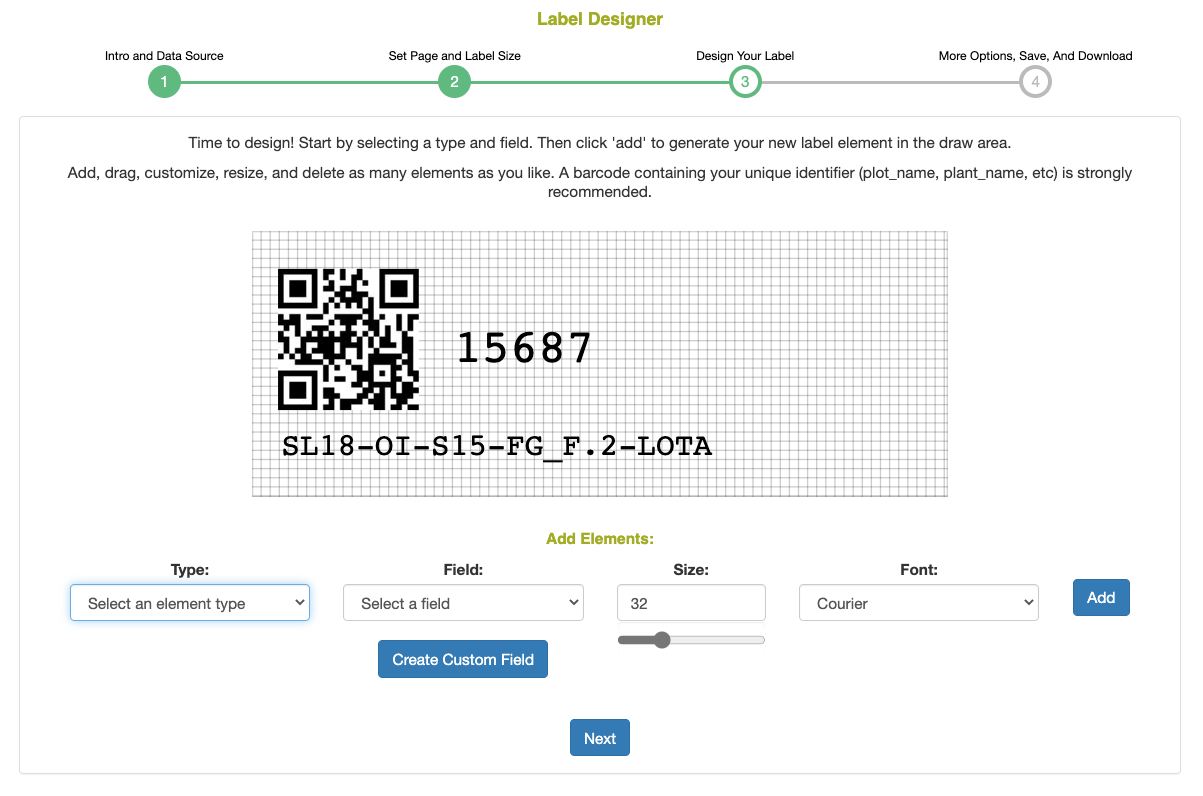 Label Designer
Intro and Data Source
Set Page and Label Size
Design Your Label
More Options, Save, And Download
1
2
3
4
Time to design! Start by selecting a type and field. Then click 'add' to generate your new label element in the draw area.
Add, drag, customize, resize, and delete as many elements as you like. A barcode containing your unique identifier (plot_name, plant_name, etc) is strongly
recommended.
15687
SL18-OI-S15-FG_F.2-LOTA
Add Elements:
Type:
Field:
Size:
Font:
Select an element type
Select a field
32
Courier
Add
Create Custom Field
Next